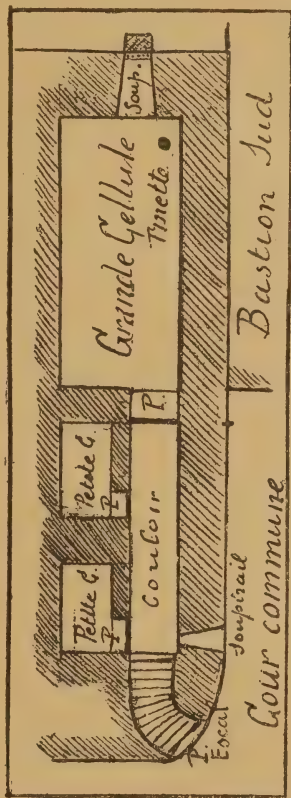 Soup.
Grande Cellule
Tinette
P.
Petite C.
P
Petite C.
P
Couloir
Soupirail
P.
Escal
Cour commune
Bastion Sud